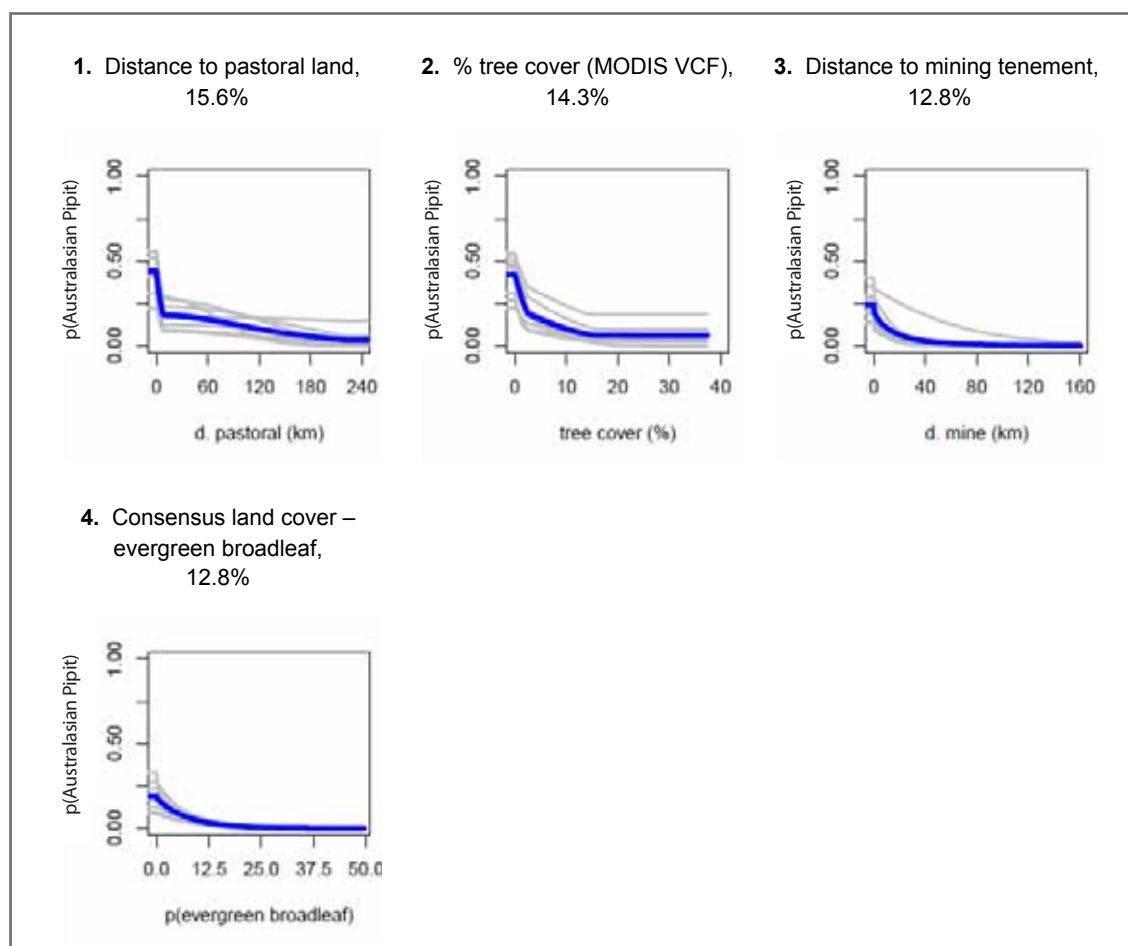 1. Distance to pastoral land,
15.6%
p(Australasian Pipit)
1.00
0.50
0.00
0 60 120 180 240
d. pastoral (km)
2. % tree cover (MODIS VCF),
14.3%
p(Australasian Pipit)
1.00
0.50
0.00
0 10 20 30 40
tree cover (%)
3. Distance to mining tenement,
12.8%
p(Australasian Pipit)
1.00
0.50
0.00
0 40 80 120 160
d. mine (km)
4. Consensus land cover –
evergreen broadleaf,
12.8%
p(Australasian Pipit)
1.00
0.50
0.00
0.0 12.5 25.0 37.5 50.0
p(evergreen broadleaf)